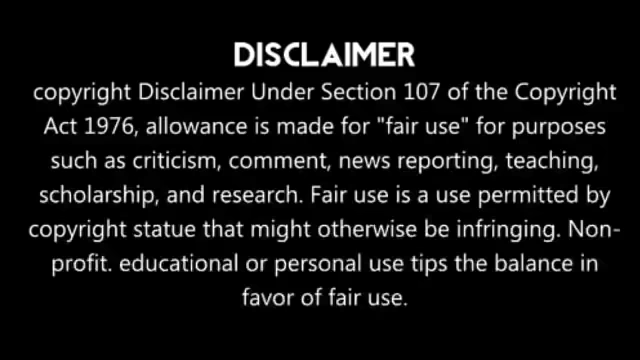 DISCLAIMER
copyright Disclaimer Under Section 107 of the Copyright
Act 1976, allowance is made for "fair use" for purposes
such as criticism, comment, news reporting, teaching,
scholarship, and research. Fair use is a use permitted by
copyright statue that might otherwise be infringing. Non-
profit. educational or personal use tips the balance in
favor of fair use.